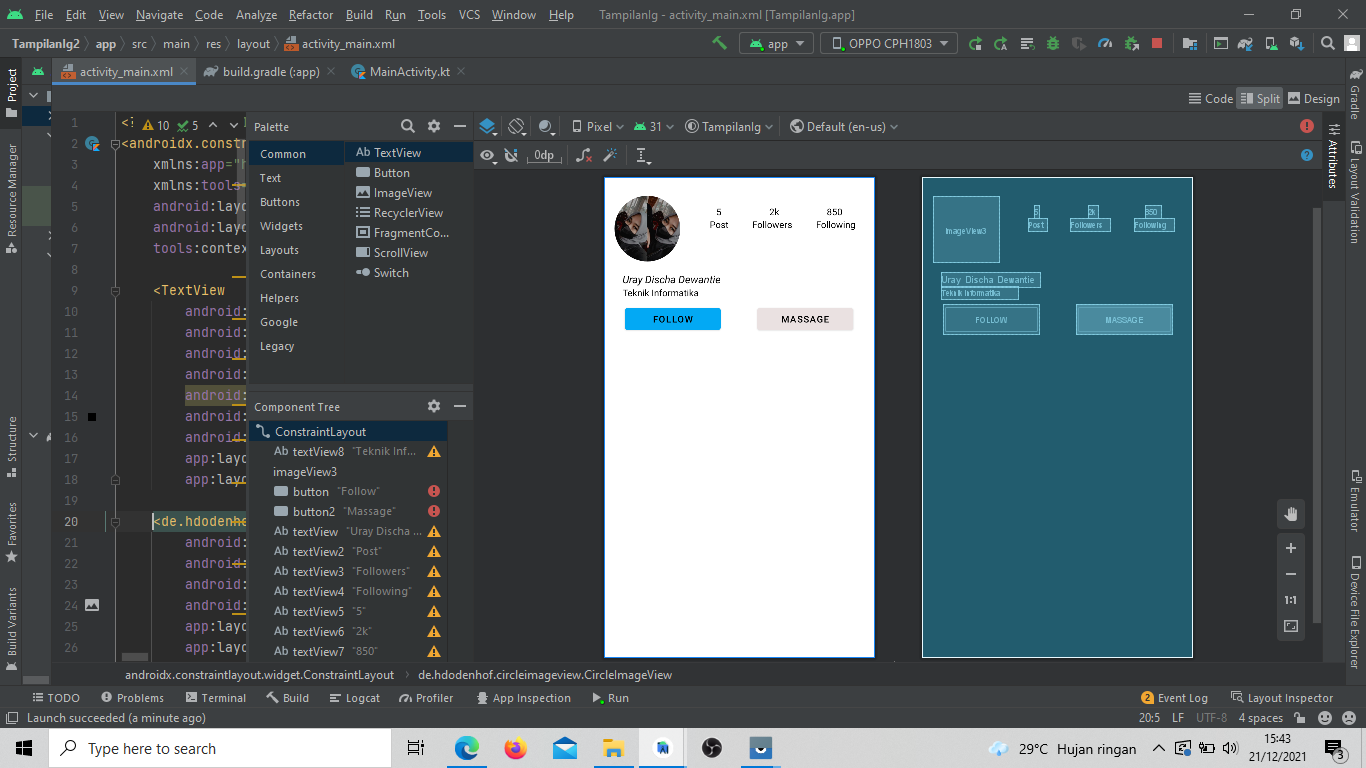 File Edit View Navigate Code Analyze Refactor Build Run Tools VCS Window Help TampilanIg - activity_main.xml [TampilanIg.app]
TampilanIg2 app src main res layout activity_main.xml app OPPO CPH1803
activity_main.xml build.gradle (:app) MainActivity.kt
Code Split Design
Project
Resource Manager
Structure
Favorites
Build Variants
10 5
1 <?
2 <androidx.constr
3 xmlns:app="h
4 xmlns:tools=
5 android:layo
6 android:layo
7 tools:contex
8
9 <TextView
10 android:
11 android:
12 android:
13 android:
14 android:
15 android:
16 android:
17 app:layo
18 app:layo
19
20 <de.hdodenho
21 android:
22 android:
23 android:
24 android:
25 app:layo
26 app:layo
Palette
Common
Text
Buttons
Widgets
Layouts
Containers
Helpers
Google
Legacy
Ab TextView
Button
ImageView
RecyclerView
FragmentCo...
ScrollView
Switch
Component Tree
ConstraintLayout
Ab textView8 "Teknik Inf...
imageView3
button "Follow"
button2 "Massage"
Ab textView "Uray Discha ...
Ab textView2 "Post"
Ab textView3 "Followers"
Ab textView4 "Following"
Ab textView5 "5"
Ab textView6 "2k"
Ab textView7 "850"
Pixel 31 TampilanIg Default (en-us)
0dp
5 2k 850
Post Followers Following
Uray Discha Dewantie
Teknik Informatika
FOLLOW MASSAGE
ImageView3
5 2k 850
Post Followers Following
Uray Discha Dewantie
Teknik Informatika
FOLLOW MASSAGE
1:1
Attributes
Gradle
Layout Validation
Emulator
Device File Explorer
androidx.constraintlayout.widget.ConstraintLayout de.hdodenhof.circleimageview.CircleImageView
TODO Problems Terminal Build Logcat Profiler App Inspection Run 2 Event Log Layout Inspector
Launch succeeded (a minute ago) 20:5 LF UTF-8 4 spaces
Type here to search
29°C Hujan ringan
15:43
21/12/2021
3